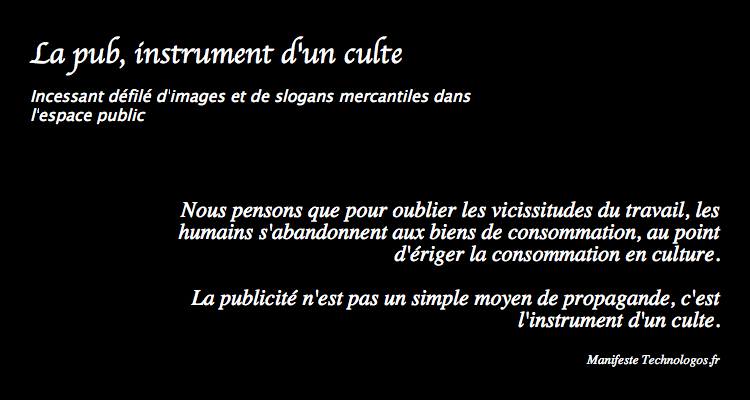 La pub, instrument d'un culte
Incessant défilé d'images et de slogans mercantiles dans
l'espace public
Nous pensons que pour oublier les vicissitudes du travail, les
humains s'abandonnent aux biens de consommation, au point
d'ériger la consommation en culture.
La publicité n'est pas un simple moyen de propagande, c'est
l'instrument d'un culte.
Manifeste Technologos.fr